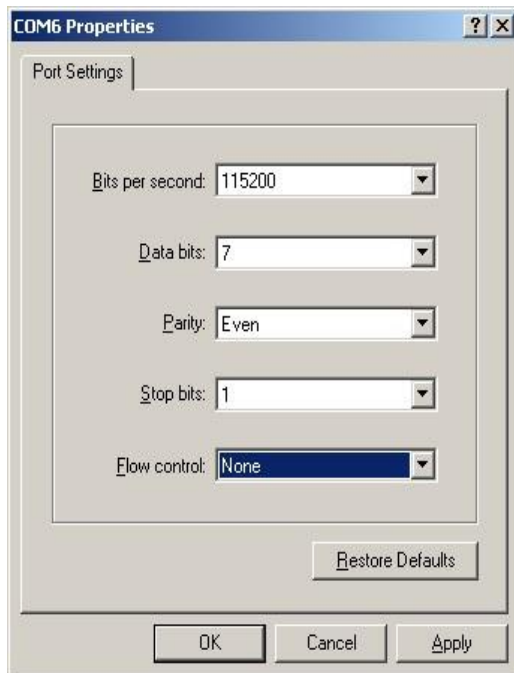 COM6 Properties
Port Settings
Bits per second: 115200
Data bits: 7
Parity: Even
Stop bits: 1
Flow control: None
Restore Defaults
OK Cancel Apply